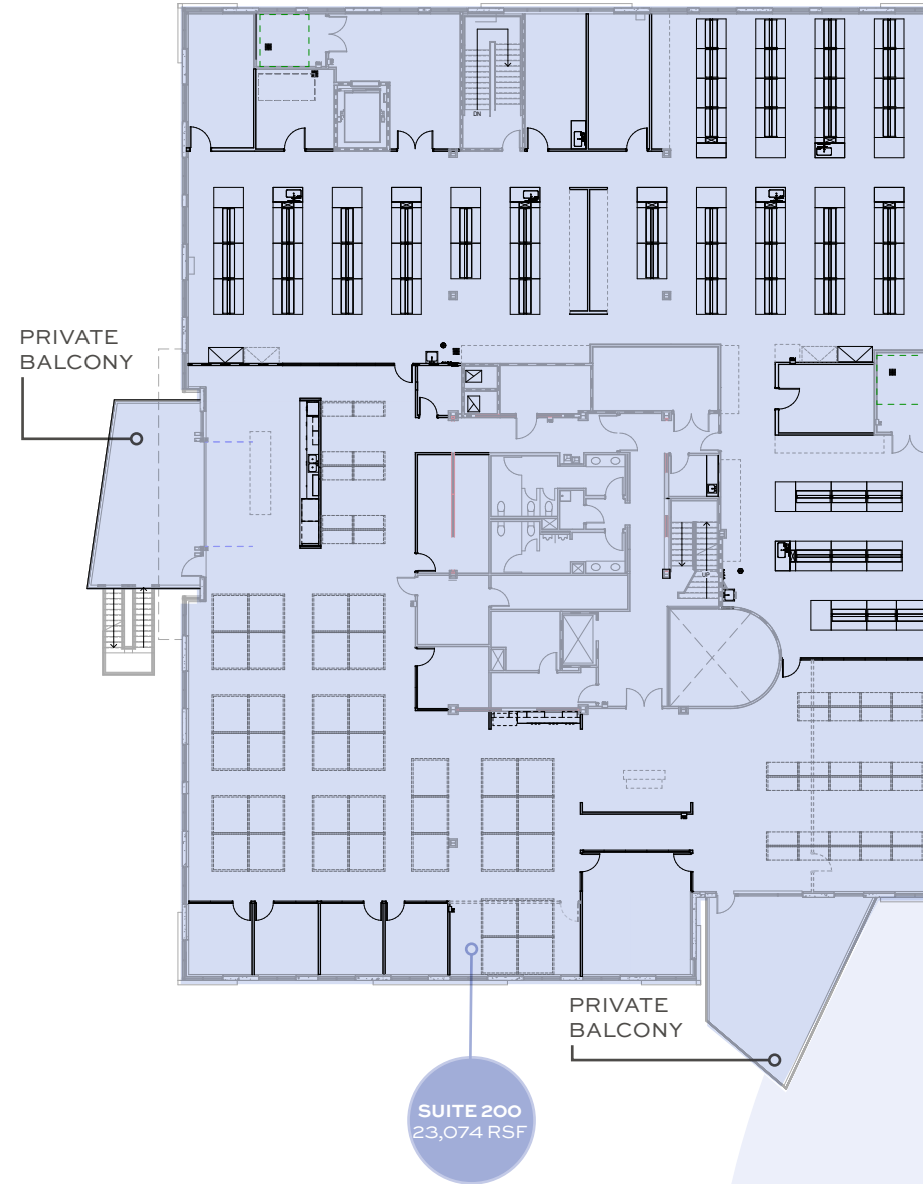 DN
PRIVATE
BALCONY
UP
PRIVATE
BALCONY
SUITE 200
23,074 RSF